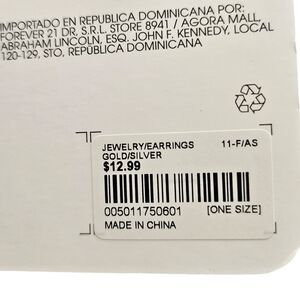 IMPORTADO EN REPUBLICA DOMINICANA POR:
FOREVER 21 DR, S.R.L. STORE 8941 / AGORA MALL,
ABRAHAM LINCOLN, ESQ. JOHN F. KENNEDY, LOCAL
120-129, STO, REPÚBLICA DOMINICANA
JEWELRY/EARRINGS 11-F/AS
GOLD/SILVER
$12.99
005011750601 [ONE SIZE]
MADE IN CHINA